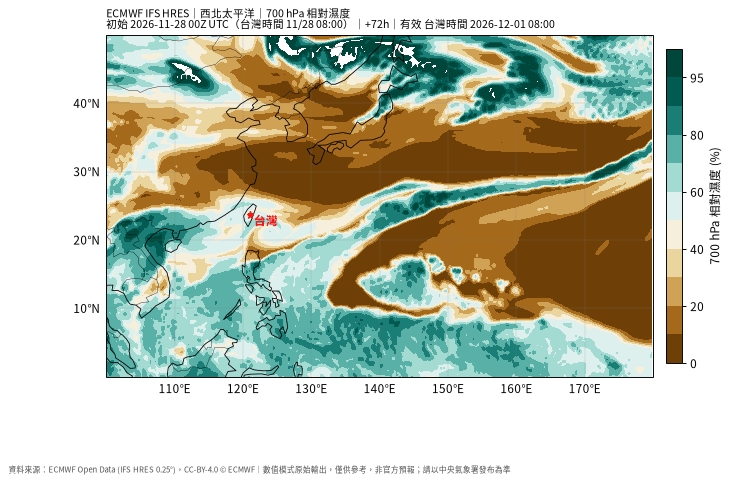 ECMWF IFS HRES｜西北太平洋｜700 hPa 相對濕度
初始 2026-11-28 00Z UTC（台灣時間 11/28 08:00）｜+72h｜有效 台灣時間 2026-12-01 08:00
40°N
30°N
20°N
10°N
台灣
110°E 120°E 130°E 140°E 150°E 160°E 170°E
95
80
60
40
20
0
700 hPa 相對濕度 (%)
資料來源：ECMWF Open Data (IFS HRES 0.25°)，CC-BY-4.0 © ECMWF｜數值模式原始輸出，僅供參考，非官方預報；請以中央氣象署發布為準